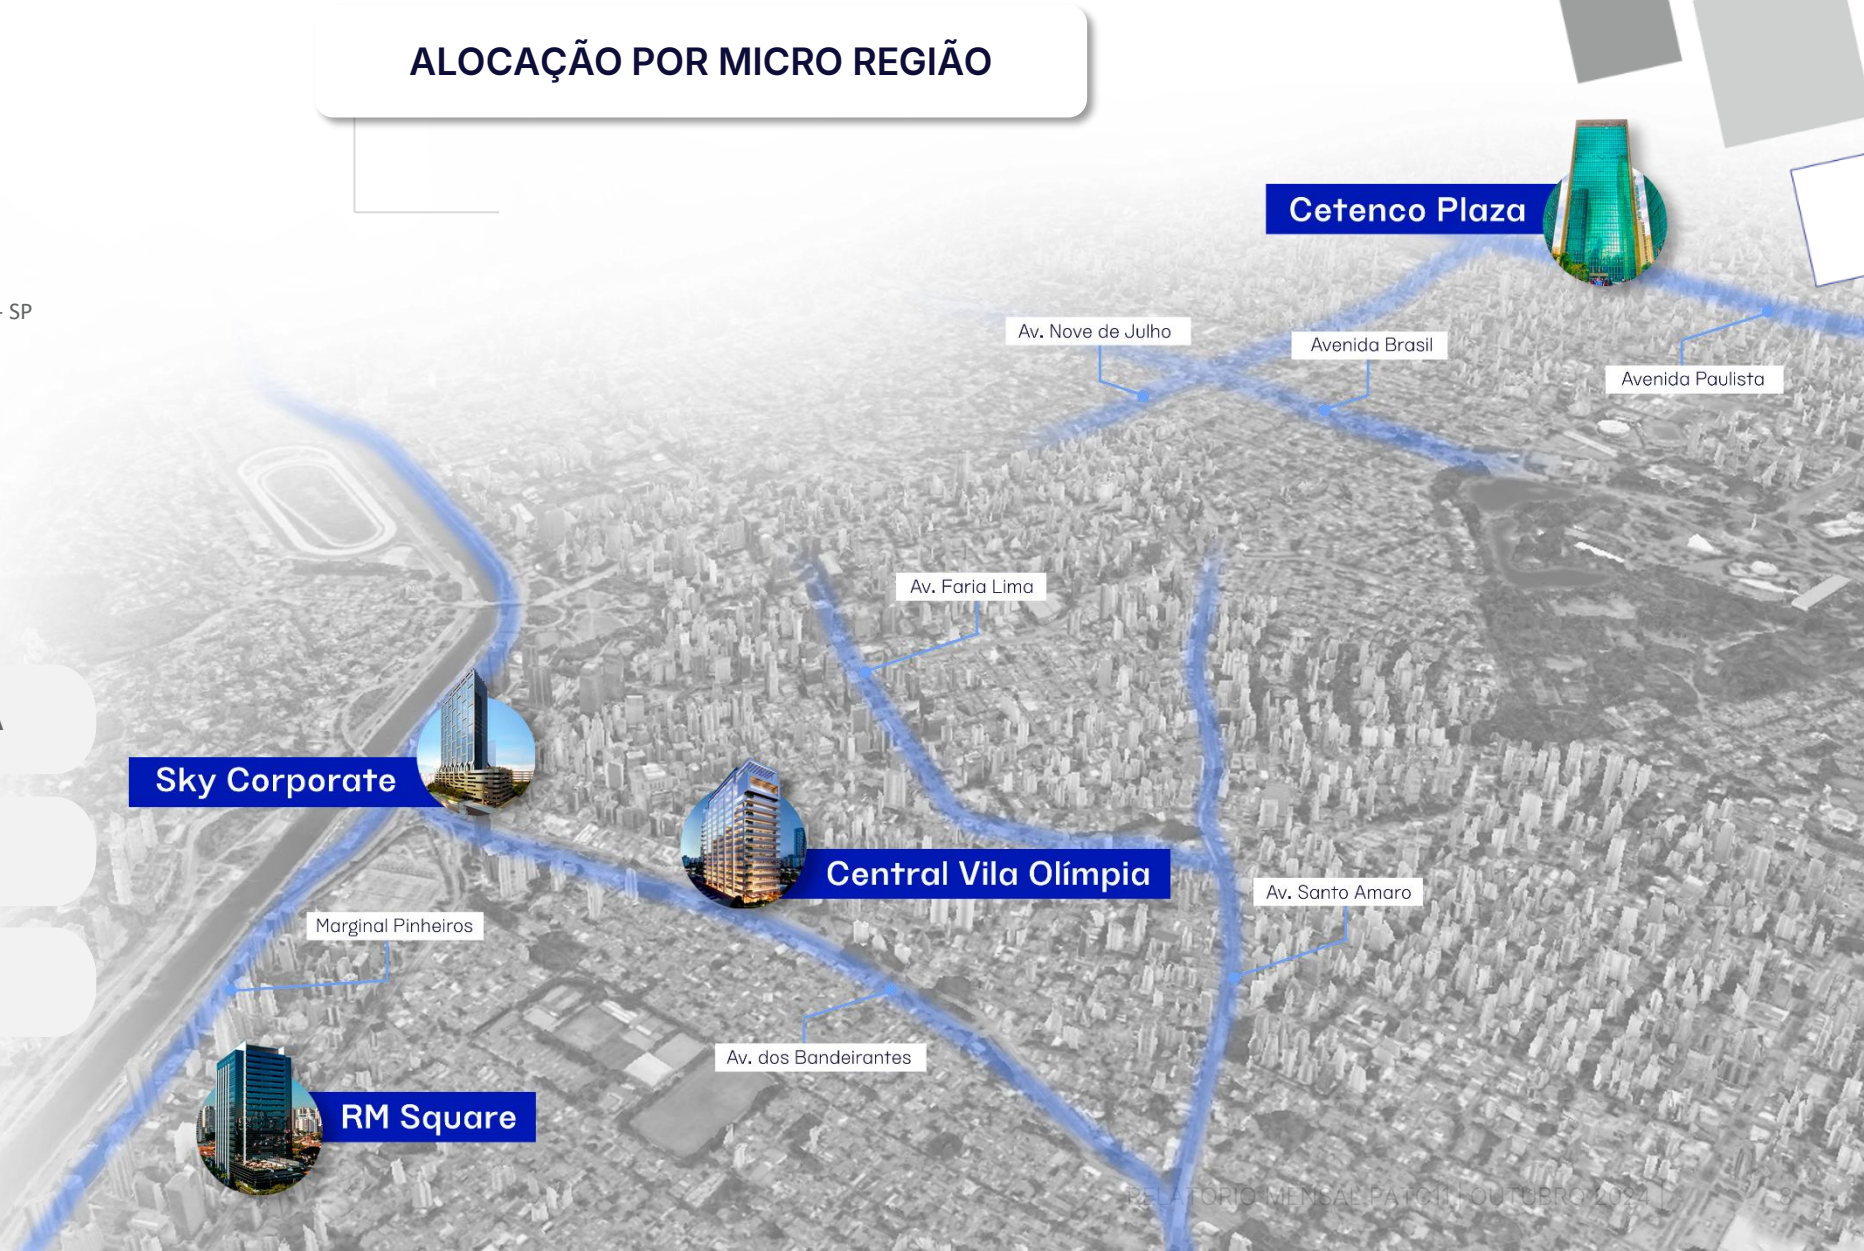 ALOCAÇÃO POR MICRO REGIÃO
Cetenco Plaza
- SP
Av. Nove de Julho
Avenida Brasil
Avenida Paulista
Av. Faria Lima
A
Sky Corporate
Central Vila Olímpia
Av. Santo Amaro
Marginal Pinheiros
Av. dos Bandeirantes
RM Square
RELATÓRIO MENSAL PATC11 | OUTUBRO 2024 |